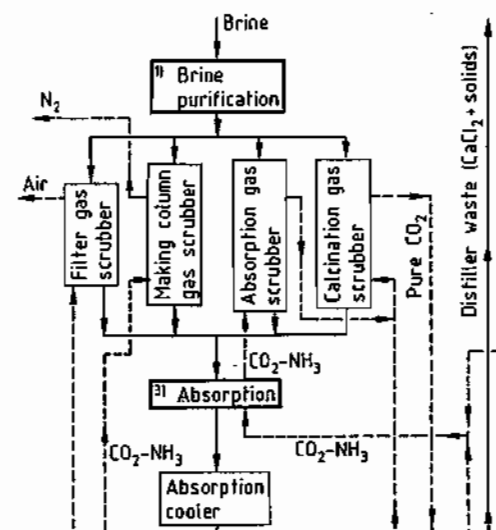 Brine
1) Brine
purification
N2
Air
Filter gas
scrubber
Making column
gas scrubber
Absorption gas
scrubber
Calcination gas
scrubber
Pure CO2
Distiller waste (CaCl2 + solids)
CO2-NH3
3) Absorption
CO2-NH3
CO2-NH3
Absorption
cooler